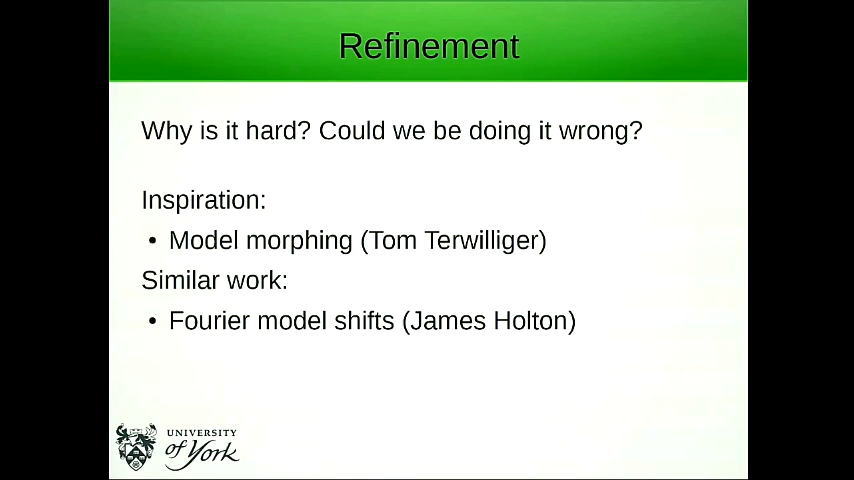 Refinement
Why is it hard? Could we be doing it wrong?
Inspiration:
• Model morphing (Tom Terwilliger)
Similar work:
• Fourier model shifts (James Holton)
UNIVERSITY
of York